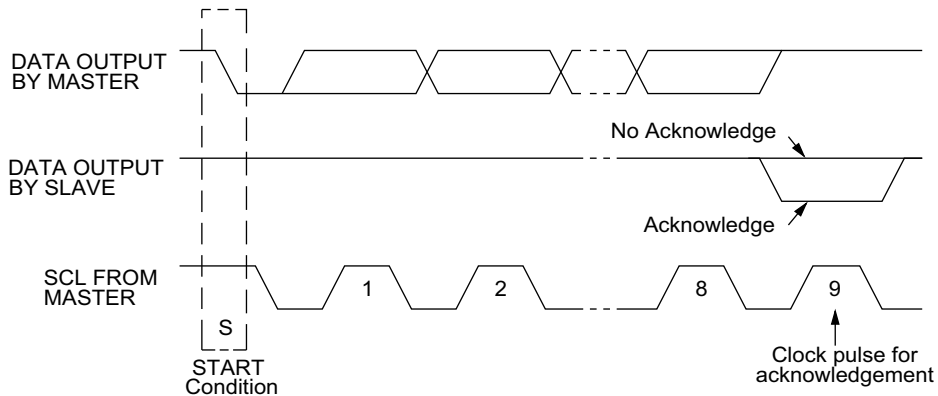 DATA OUTPUT
BY MASTER
No Acknowledge
DATA OUTPUT
BY SLAVE
Acknowledge
SCL FROM
MASTER
1
2
8
9
S
START
Condition
Clock pulse for
acknowledgement